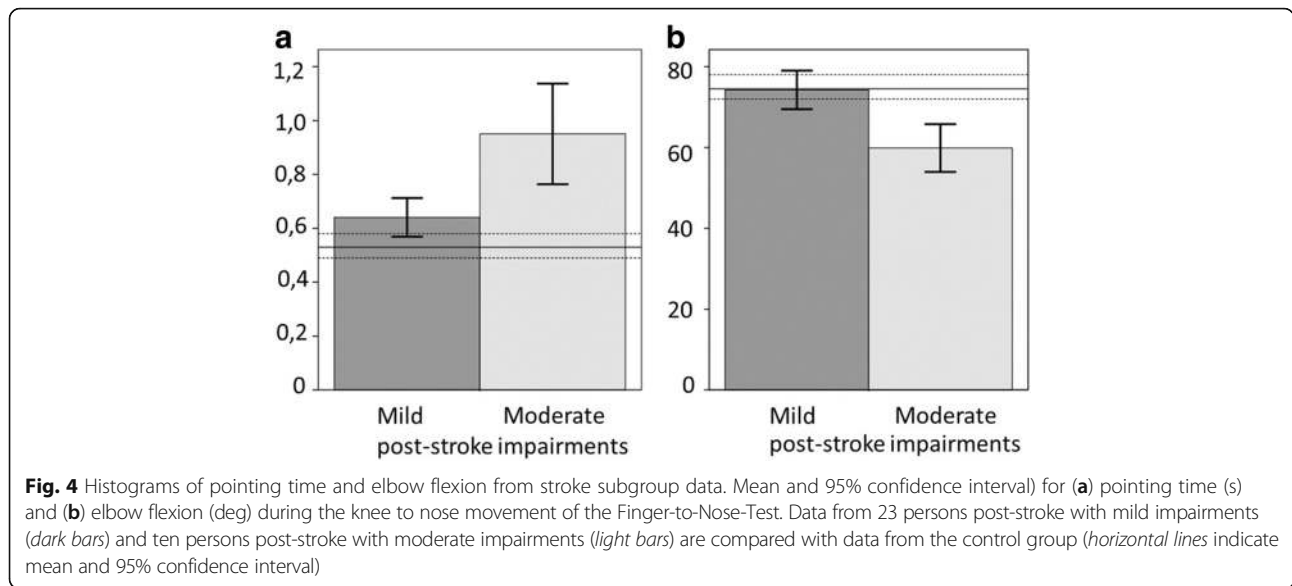 a
1,2
1,0
0,8
0,6
0,4
0,2
0
Mild Moderate
post-stroke impairments
b
80
60
40
20
0
Mild Moderate
post-stroke impairments
Fig. 4 Histograms of pointing time and elbow flexion from stroke subgroup data. Mean and 95% confidence interval) for (a) pointing time (s)
and (b) elbow flexion (deg) during the knee to nose movement of the Finger-to-Nose-Test. Data from 23 persons post-stroke with mild impairments
(dark bars) and ten persons post-stroke with moderate impairments (light bars) are compared with data from the control group (horizontal lines indicate
mean and 95% confidence interval)